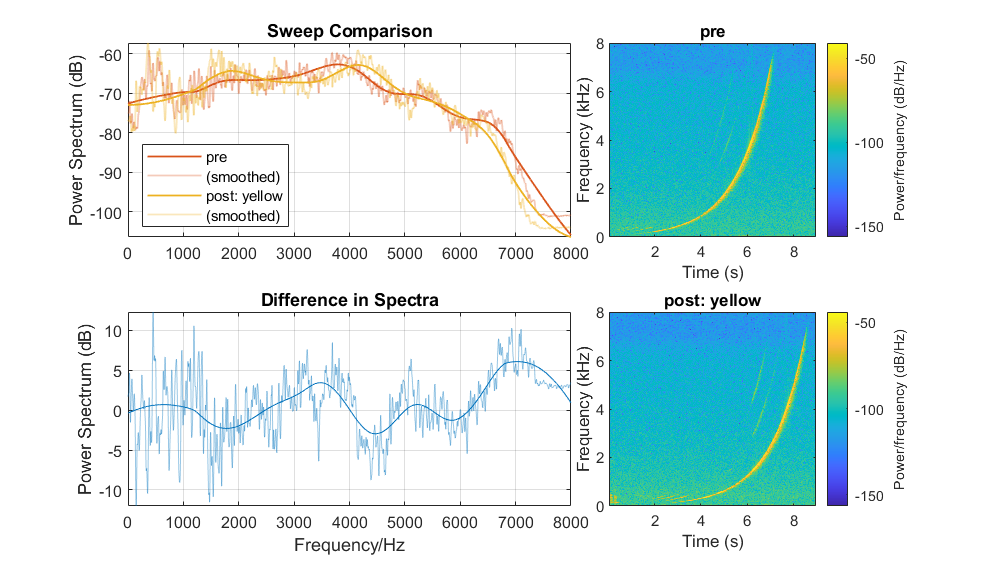 Sweep Comparison
Power Spectrum (dB)
-60
-70
-80
-90
-100
pre
(smoothed)
post: yellow
(smoothed)
0 1000 2000 3000 4000 5000 6000 7000 8000
pre
Frequency (kHz)
8
6
4
2
0
2 4 6 8
Time (s)
-50
-100
-150
Power/frequency (dB/Hz)
Difference in Spectra
Power Spectrum (dB)
10
5
0
-5
-10
0 1000 2000 3000 4000 5000 6000 7000 8000
Frequency/Hz
post: yellow
Frequency (kHz)
8
6
4
2
0
2 4 6 8
Time (s)
-50
-100
-150
Power/frequency (dB/Hz)